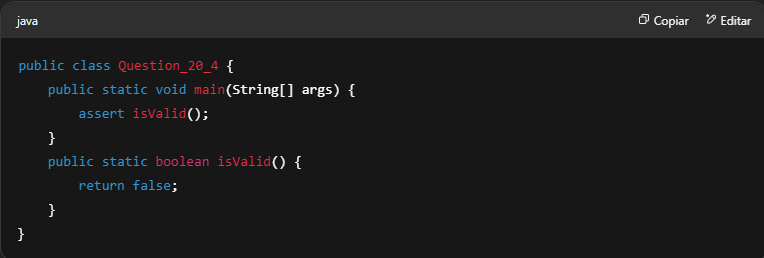 java
Copiar
Editar
public class Question_20_4 {
    public static void main(String[] args) {
        assert isValid();
    }
    public static boolean isValid() {
        return false;
    }
}